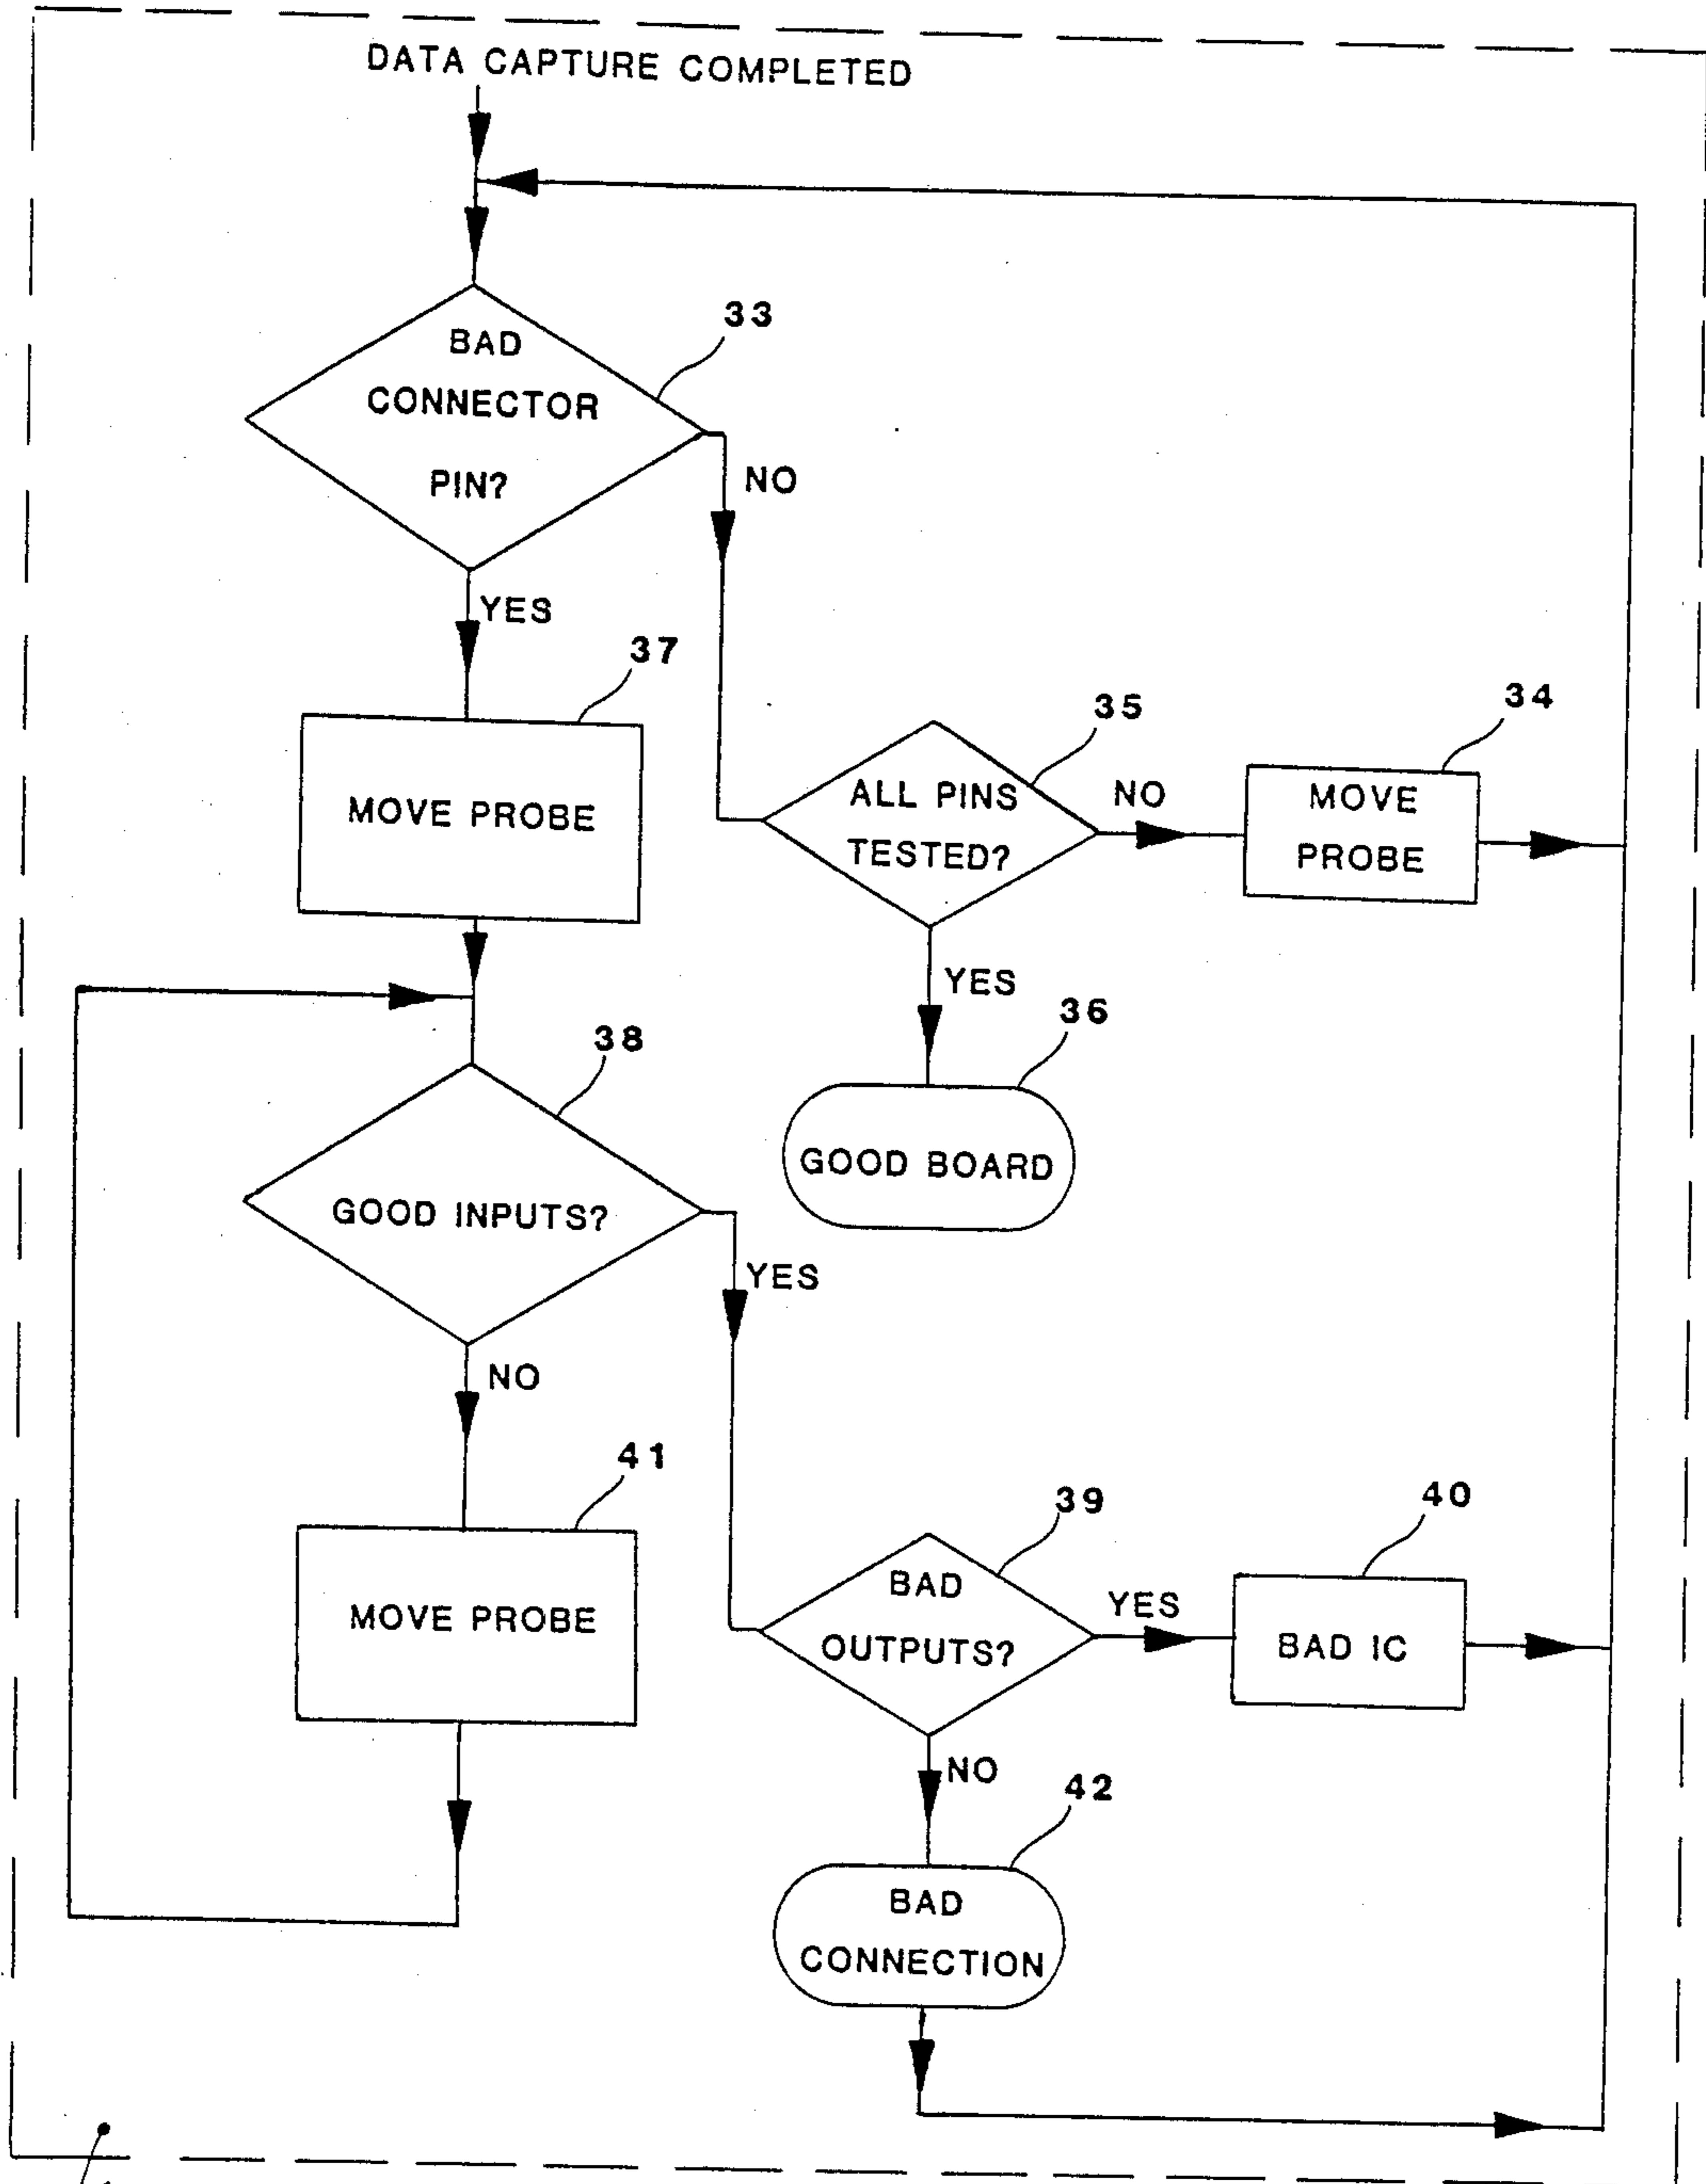 DATA CAPTURE COMPLETED
BAD
CONNECTOR
PIN?
33
NO
YES
37
MOVE PROBE
35
ALL PINS
TESTED?
NO
34
MOVE
PROBE
YES
36
GOOD BOARD
38
GOOD INPUTS?
YES
NO
41
MOVE PROBE
39
BAD
OUTPUTS?
YES
40
BAD IC
NO
42
BAD
CONNECTION